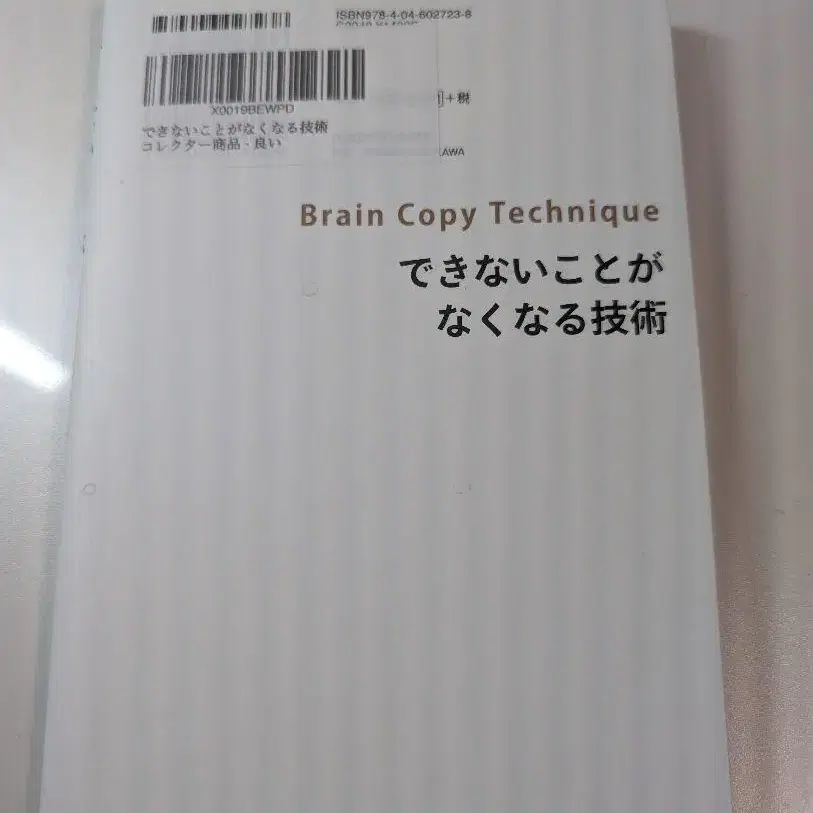 ISBN978-4-04-602723-8
X0019BEWPD
+税
できないことがなくなる技術
コレクター商品 - 良い
AWA
Brain Copy Technique
できないことが
なくなる技術